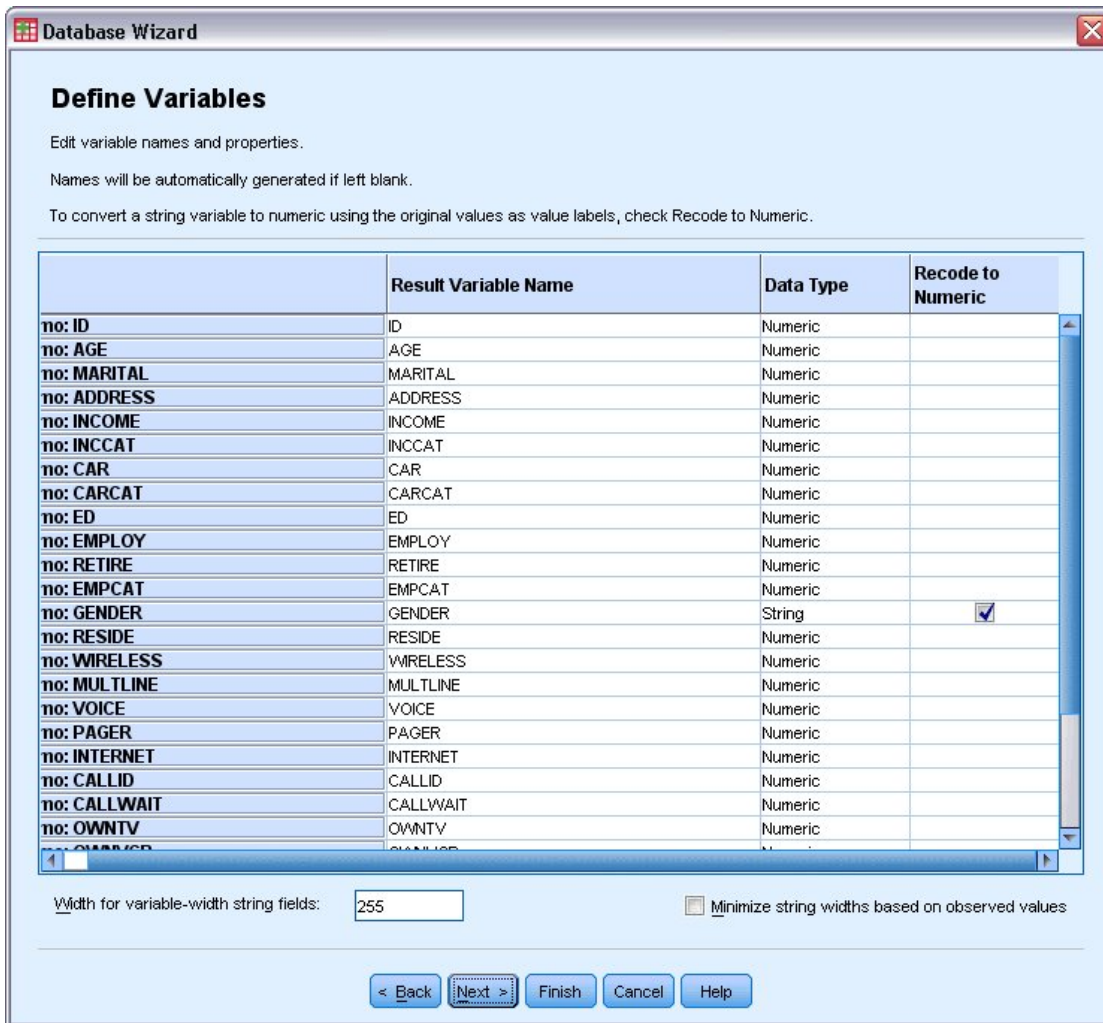 Database Wizard
Define Variables
Edit variable names and properties.
Names will be automatically generated if left blank.
To convert a string variable to numeric using the original values as value labels, check Recode to Numeric.
Result Variable Name Data Type Recode to Numeric
no: ID ID Numeric
no: AGE AGE Numeric
no: MARITAL MARITAL Numeric
no: ADDRESS ADDRESS Numeric
no: INCOME INCOME Numeric
no: INCCAT INCCAT Numeric
no: CAR CAR Numeric
no: CARCAT CARCAT Numeric
no: ED ED Numeric
no: EMPLOY EMPLOY Numeric
no: RETIRE RETIRE Numeric
no: EMPCAT EMPCAT Numeric
no: GENDER GENDER String
no: RESIDE RESIDE Numeric
no: WIRELESS WIRELESS Numeric
no: MULTLINE MULTLINE Numeric
no: VOICE VOICE Numeric
no: PAGER PAGER Numeric
no: INTERNET INTERNET Numeric
no: CALLID CALLID Numeric
no: CALLWAIT CALLWAIT Numeric
no: OWNTV OWNTV Numeric
Width for variable-width string fields: 255 Minimize string widths based on observed values
< Back Next > Finish Cancel Help